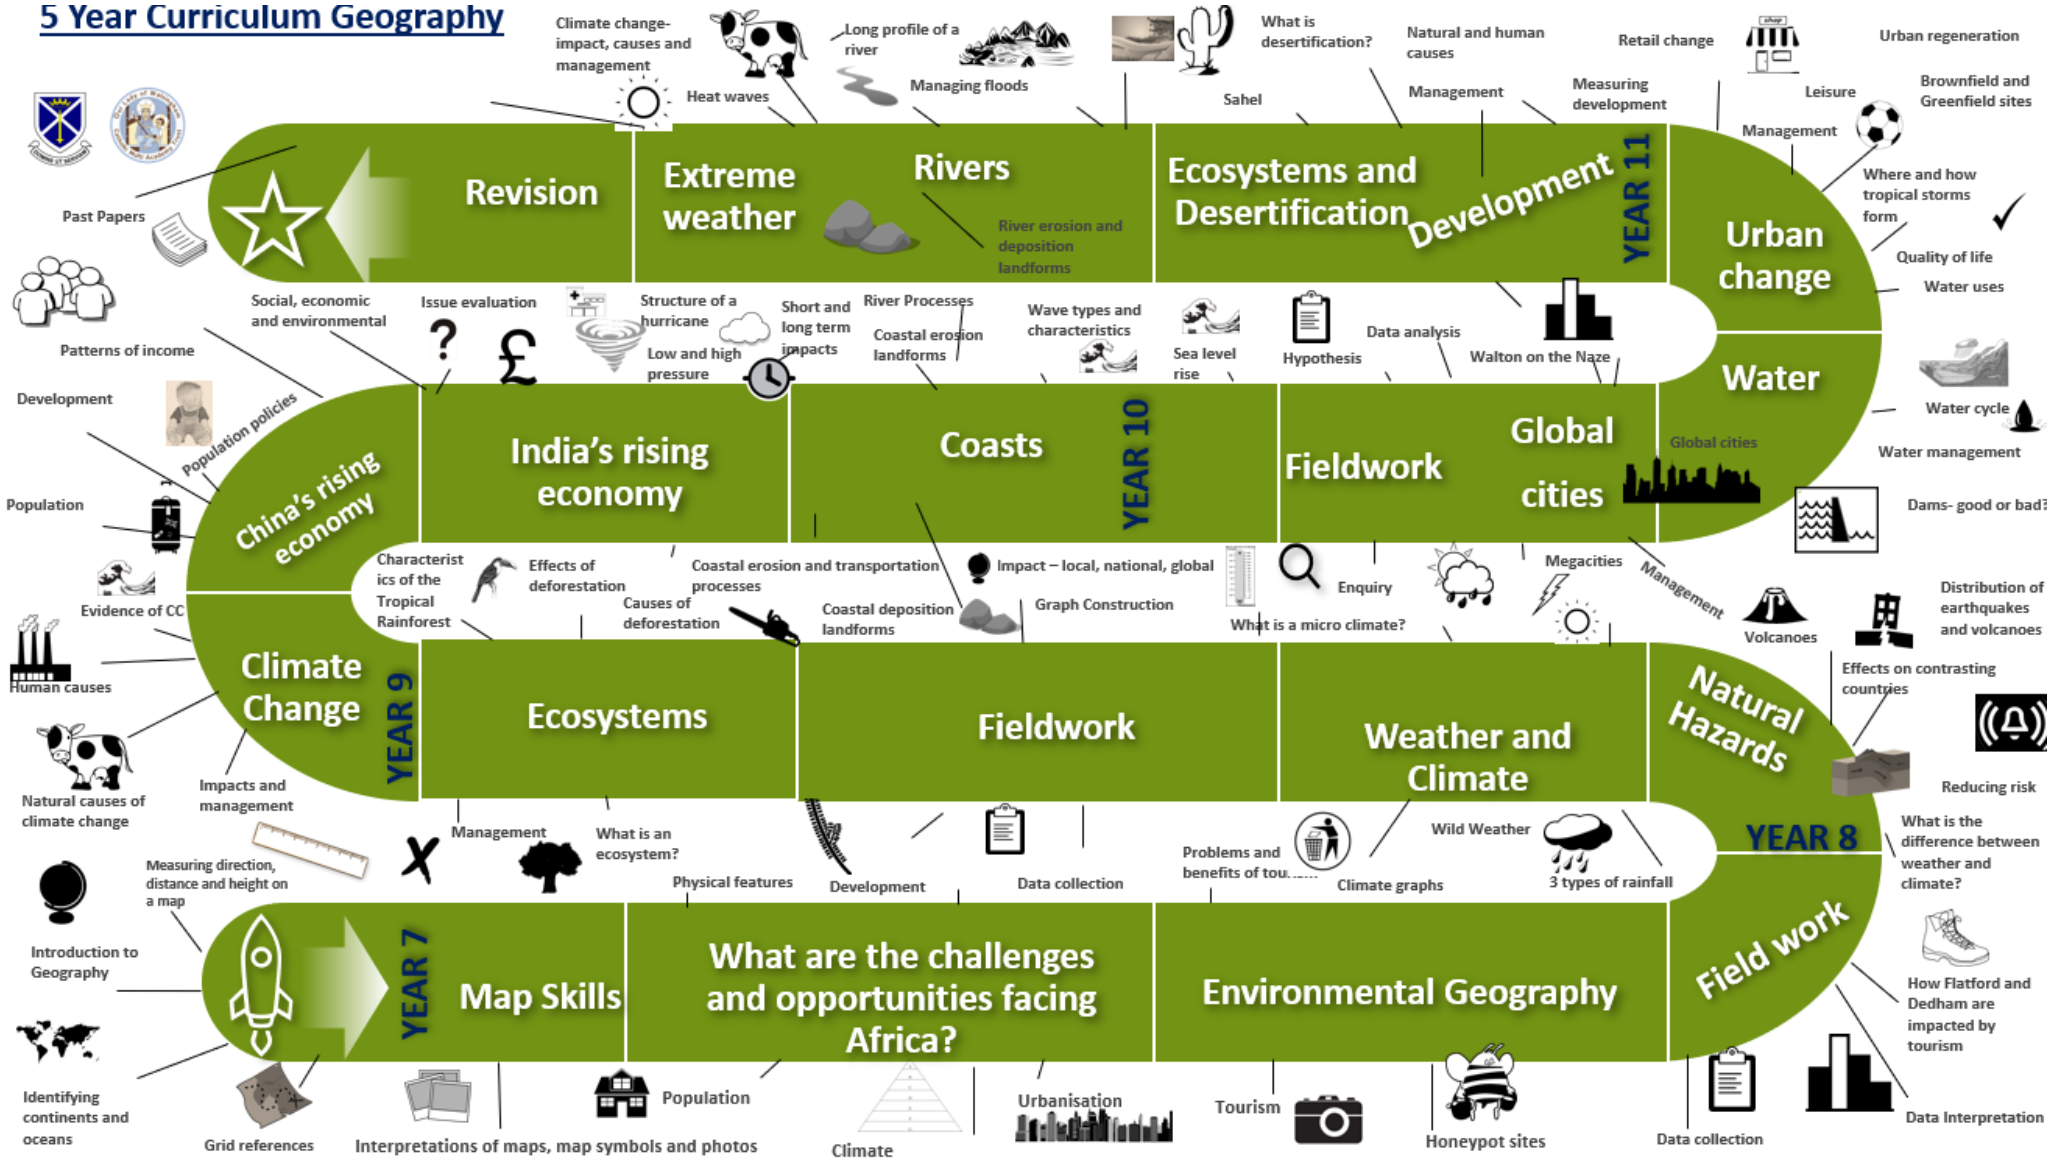 5 Year Curriculum Geography
Climate change-
impact, causes and
management
Heat waves
Long profile of a
river
Managing floods
What is
desertification?
Sahel
Natural and human
causes
Management
Measuring
development
Retail change
shop
Urban regeneration
Leisure
Brownfield and
Greenfield sites
Management
Where and how
tropical storms
form
Quality of life
Water uses
Past Papers
Revision
Extreme
weather
Rivers
River erosion and
deposition
landforms
Ecosystems and
Desertification
Development
YEAR 11
Urban
change
Social, economic
and environmental
Issue evaluation
?
£
Structure of a
hurricane
Low and high
pressure
Short and
long term
impacts
River Processes
Coastal erosion
landforms
Wave types and
characteristics
Sea level
rise
Hypothesis
Data analysis
Walton on the Naze
Patterns of income
Development
Population policies
Population
China's rising
economy
India's rising
economy
Coasts
YEAR 10
Fieldwork
Global
cities
Global cities
Water
Water cycle
Water management
Dams- good or bad?
Characterist
ics of the
Tropical
Rainforest
Effects of
deforestation
Causes of
deforestation
Coastal erosion and transportation
processes
Coastal deposition
landforms
Impact – local, national, global
Graph Construction
What is a micro climate?
Enquiry
Megacities
Management
Volcanoes
Distribution of
earthquakes
and volcanoes
Effects on contrasting
countries
Reducing risk
Evidence of CC
Human causes
Natural causes of
climate change
Impacts and
management
Climate
Change
YEAR 9
Ecosystems
Fieldwork
Weather and
Climate
Natural
Hazards
YEAR 8
What is the
difference between
weather and
climate?
Management
What is an
ecosystem?
Physical features
Development
Data collection
Problems and
benefits of
Climate graphs
Wild Weather
3 types of rainfall
Measuring direction,
distance and height on
a map
Introduction to
Geography
Identifying
continents and
oceans
YEAR 7
Map Skills
What are the challenges
and opportunities facing
Africa?
Environmental Geography
Field work
How Flatford and
Dedham are
impacted by
tourism
Grid references
Interpretations of maps, map symbols and photos
Population
Climate
Urbanisation
Tourism
Honeypot sites
Data collection
Data Interpretation